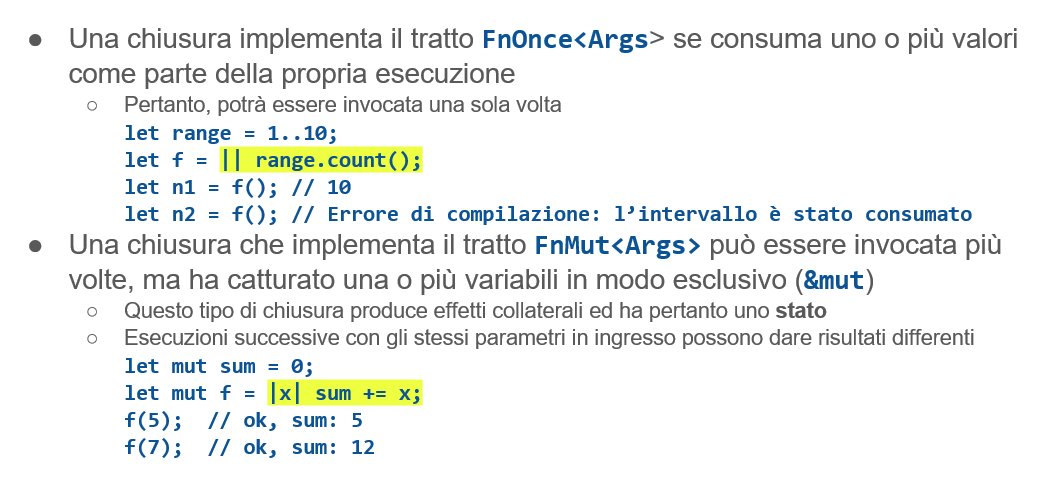 ● Una chiusura implementa il tratto FnOnce<Args> se consuma uno o più valori
come parte della propria esecuzione
○ Pertanto, potrà essere invocata una sola volta
let range = 1..10;
let f = || range.count();
let n1 = f(); // 10
let n2 = f(); // Errore di compilazione: l’intervallo è stato consumato
● Una chiusura che implementa il tratto FnMut<Args> può essere invocata più
volte, ma ha catturato una o più variabili in modo esclusivo (&mut)
○ Questo tipo di chiusura produce effetti collaterali ed ha pertanto uno stato
○ Esecuzioni successive con gli stessi parametri in ingresso possono dare risultati differenti
let mut sum = 0;
let mut f = |x| sum += x;
f(5);  // ok, sum: 5
f(7);  // ok, sum: 12